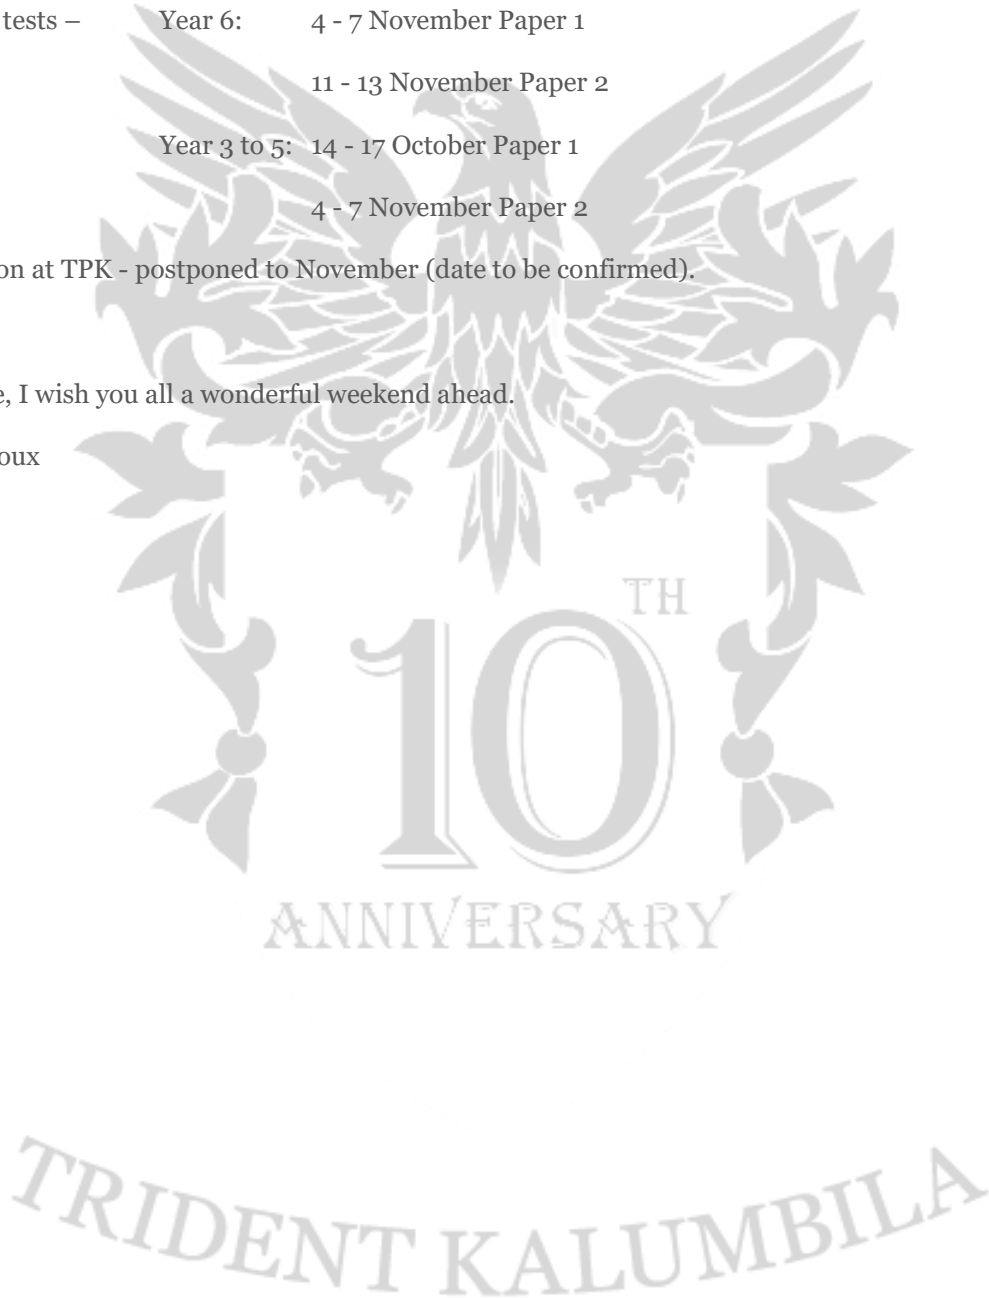 tests – Year 6: 4 - 7 November Paper 1
11 - 13 November Paper 2
Year 3 to 5: 14 - 17 October Paper 1
4 - 7 November Paper 2
on at TPK - postponed to November (date to be confirmed).
e, I wish you all a wonderful weekend ahead.
oux
TH
10
ANNIVERSARY
TRIDENT KALUMBILA